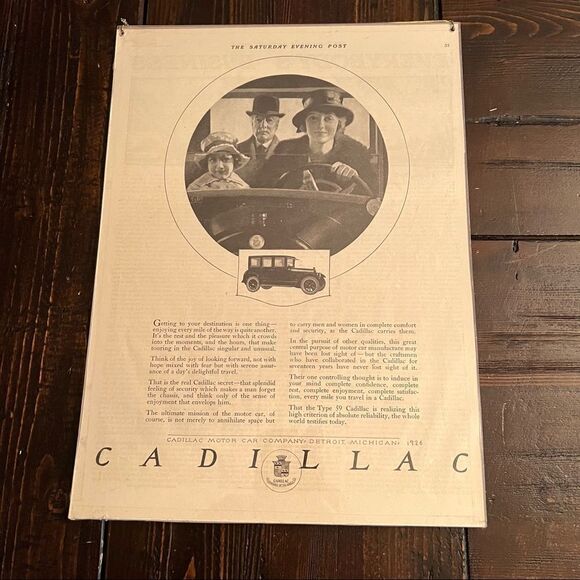 THE SATURDAY EVENING POST
Getting to your destination is one thing—
enjoying every mile of the way is quite another.
It's the rest and the pleasure which it crowds
into the moments, and the hours, that make
touring in the Cadillac singular and unusual.
Think of the joy of looking forward, not with
hope mixed with fear but with serene assur-
ance of a day's delightful travel.
That is the real Cadillac secret—that splendid
feeling of security which makes a man forget
the chassis, and think only of the sense of
enjoyment that envelops him.
The ultimate mission of the motor car, of
course, is not merely to annihilate space but
to carry men and women in complete comfort
and security, as the Cadillac carries them.
In the pursuit of other qualities, this great
central purpose of motor car manufacture may
have been lost sight of—but the craftsmen
who have collaborated in the Cadillac for
seventeen years have never lost sight of it.
Their one controlling thought is to induce in
your mind complete confidence, complete
rest, complete enjoyment, complete satisfac-
tion, every mile you travel in a Cadillac.
That the Type 59 Cadillac is realizing this
high criterion of absolute reliability, the whole
world testifies today.
CADILLAC MOTOR CAR COMPANY, DETROIT, MICHIGAN, 1926
CADILLAC
CADILLAC